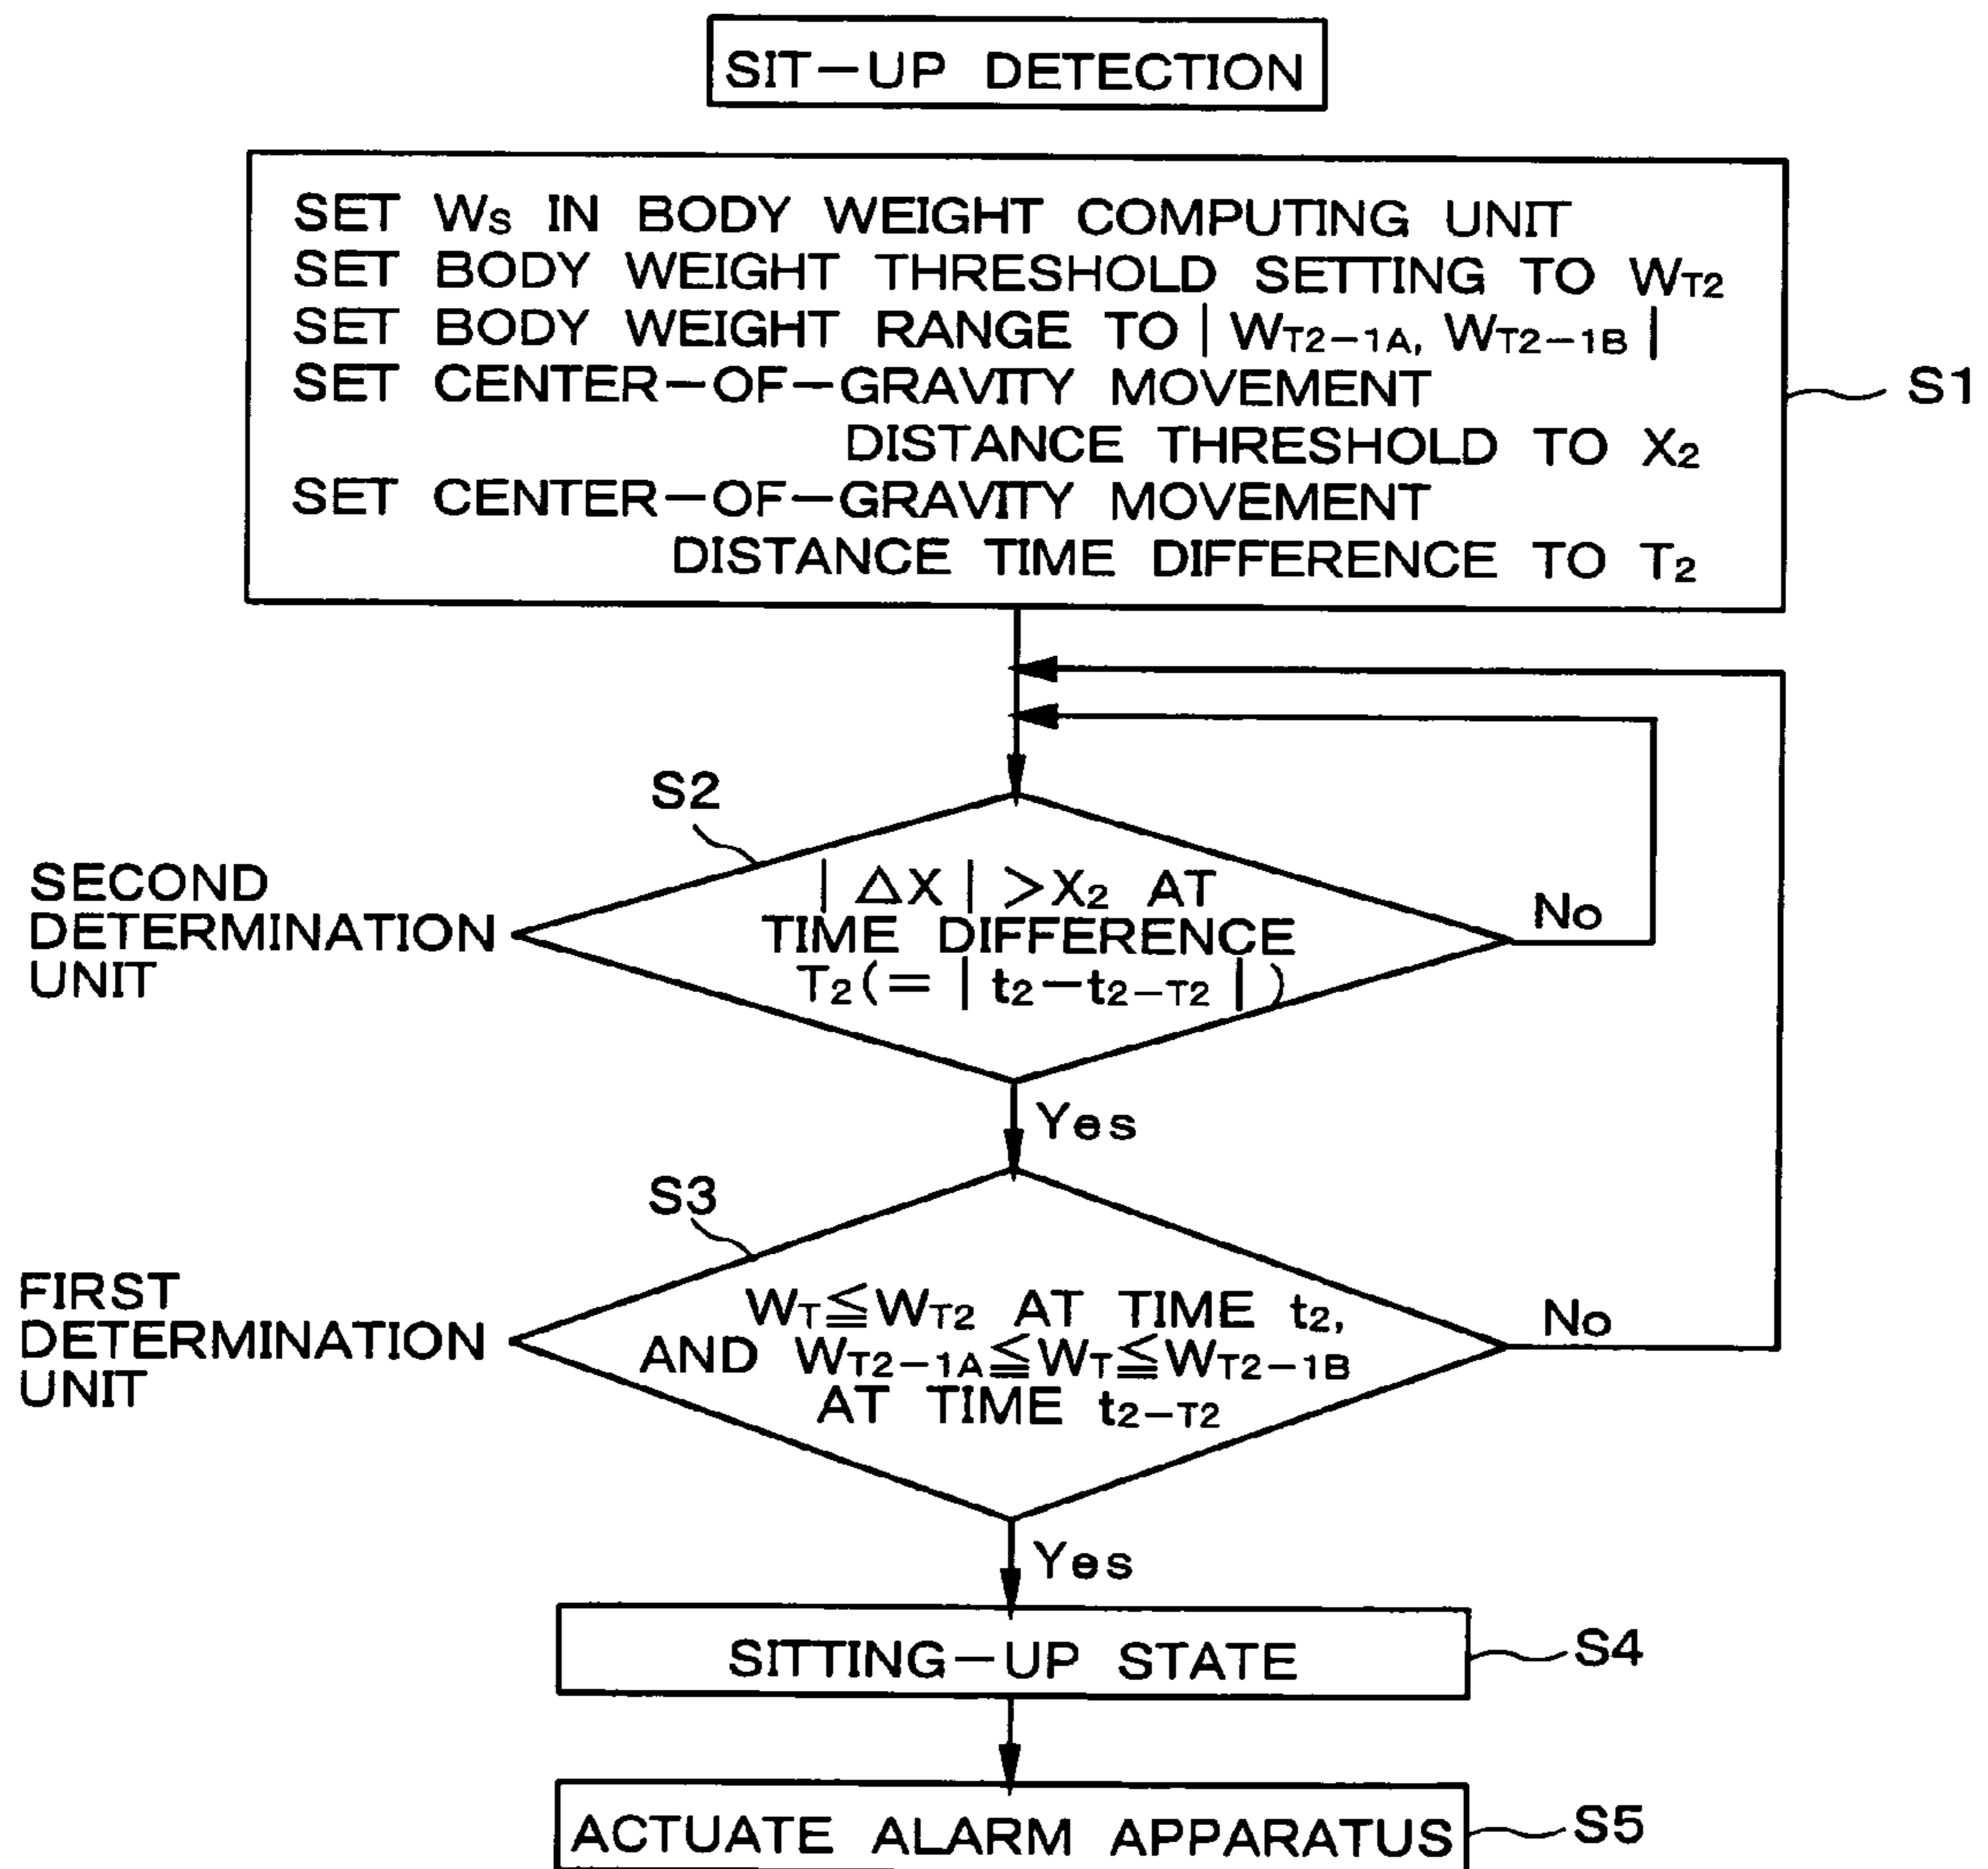 SIT-UP DETECTION
SET WS IN BODY WEIGHT COMPUTING UNIT
SET BODY WEIGHT THRESHOLD SETTING TO WT2
SET BODY WEIGHT RANGE TO | WT2-1A, WT2-1B |
SET CENTER-OF-GRAVITY MOVEMENT
DISTANCE THRESHOLD TO X2
SET CENTER-OF-GRAVITY MOVEMENT
DISTANCE TIME DIFFERENCE TO T2
S1
S2
SECOND
DETERMINATION
UNIT
| △X | >X2 AT
TIME DIFFERENCE
T2(= | t2-t2-T2 | )
No
Yes
S3
FIRST
DETERMINATION
UNIT
WT≦WT2 AT TIME t2,
AND WT2-1A≦WT≦WT2-1B
AT TIME t2-T2
No
Yes
SITTING-UP STATE
S4
ACTUATE ALARM APPARATUS
S5